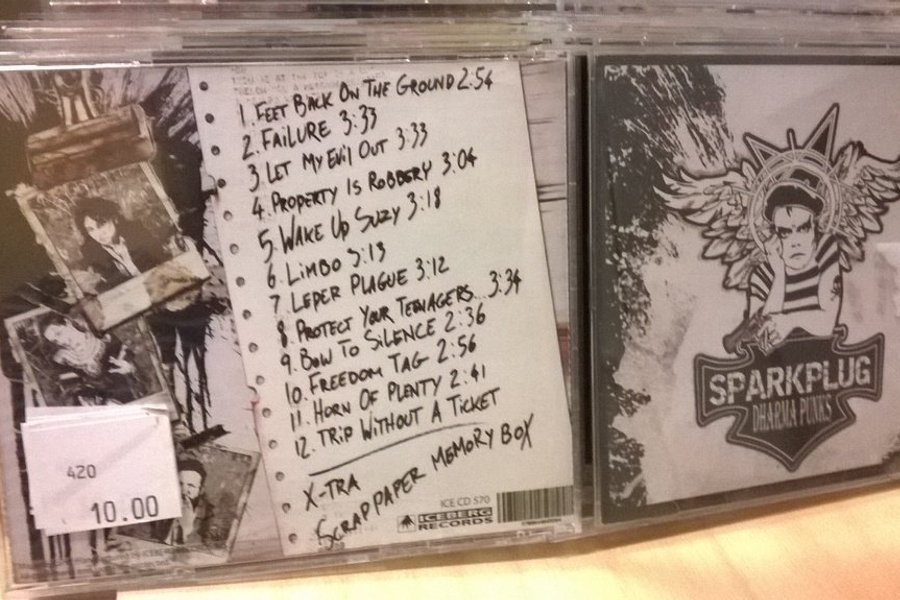 1. FEET BACK ON THE GROUND 2:54
2. FAILURE 3:33
3. LET MY EVIL OUT 3:33
4. PROPERTY IS ROBBERY 3:04
5. WAKE UP SUZY 3:18
6 LIMBO 5:13
7 LEPER PLAGUE 3:12
8. PROTECT YOUR TEENAGERS... 3:34
9. BOW TO SILENCE 2:36
10. FREEDOM TAG 2:56
11. HORN OF PLENTY 2:41
12. TRIP WITHOUT A TICKET
X-TRA
SCRAPPAPER MEMORY BOX
ICE CD 570
ICEBERG
RECORDS
420
10.00
SPARKPLUG
DHARMA PUNKS